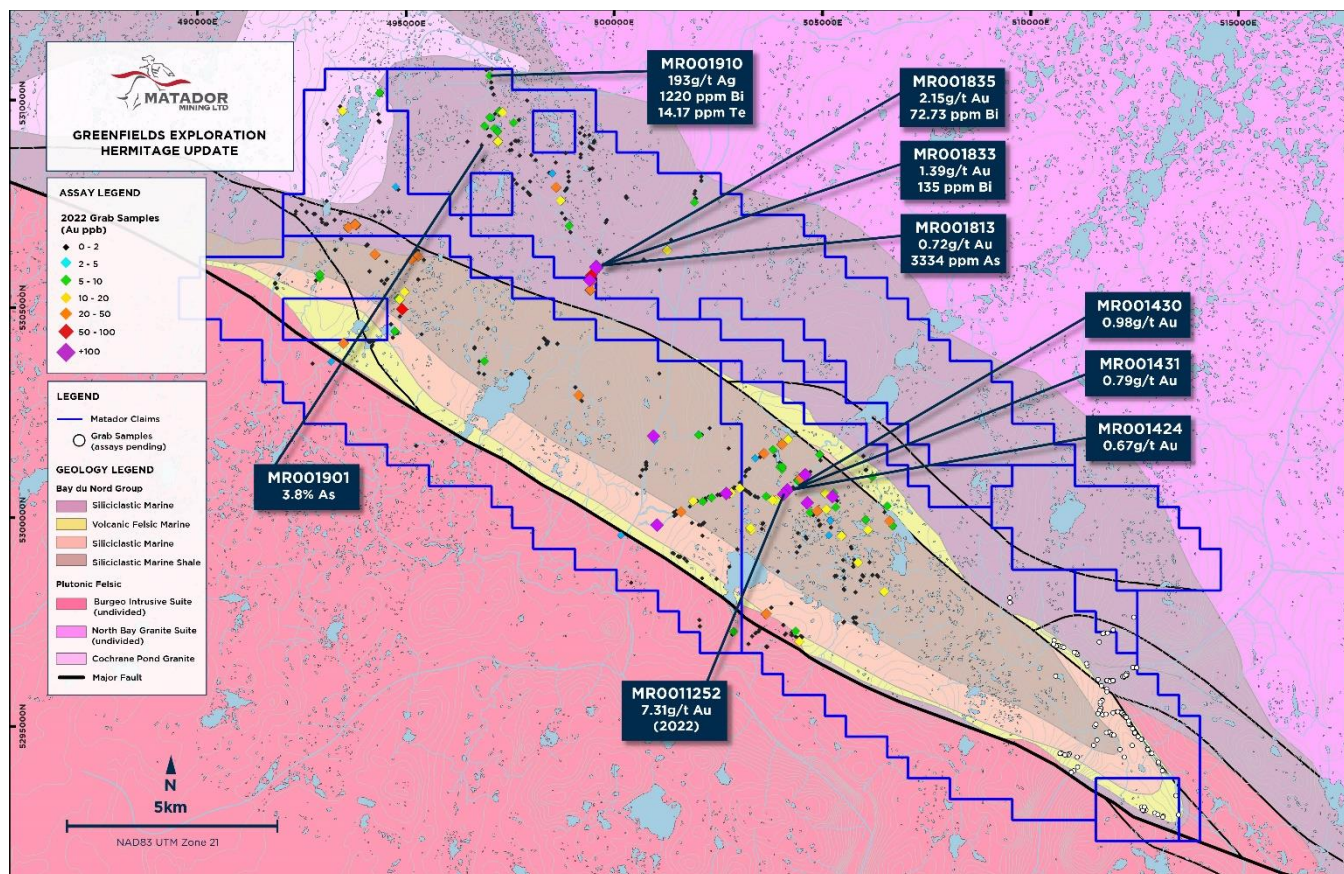 490000E
495000E
500000E
505000E
510000E
515000E
5310000N
5305000N
5300000N
5295000N
MATADOR
MINING LTD
GREENFIELDS EXPLORATION
HERMITAGE UPDATE
ASSAY LEGEND
2022 Grab Samples
(Au ppb)
0 - 2
2 - 5
5 - 10
10 - 20
20 - 50
50 - 100
+100
LEGEND
Matador Claims
Grab Samples
(assays pending)
GEOLOGY LEGEND
Bay du Nord Group
Siliciclastic Marine
Volcanic Felsic Marine
Siliciclastic Marine
Siliciclastic Marine Shale
Plutonic Felsic
Burgeo Intrusive Suite
(undivided)
North Bay Granite Suite
(undivided)
Cochrane Pond Granite
Major Fault
MR001910
193g/t Ag
1220 ppm Bi
14.17 ppm Te
MR001835
2.15g/t Au
72.73 ppm Bi
MR001833
1.39g/t Au
135 ppm Bi
MR001813
0.72g/t Au
3334 ppm As
MR001430
0.98g/t Au
MR001431
0.79g/t Au
MR001424
0.67g/t Au
MR001901
3.8% As
MR0011252
7.31g/t Au
(2022)
N
5km
NAD83 UTM Zone 21